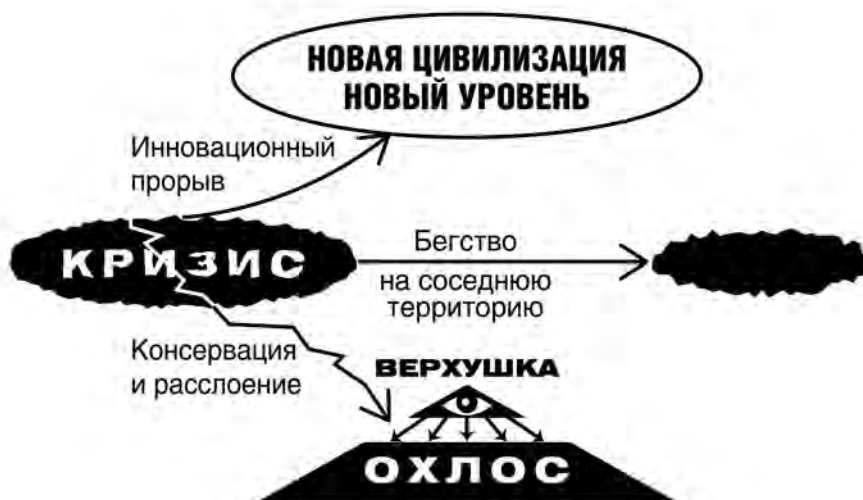 НОВАЯ ЦИВИЛИЗАЦИЯ
НОВЫЙ УРОВЕНЬ
Инновационный
прорыв
КРИЗИС
Бегство
на соседнюю
территорию
Консервация
и расслоение
ВЕРХУШКА
ОХЛОС